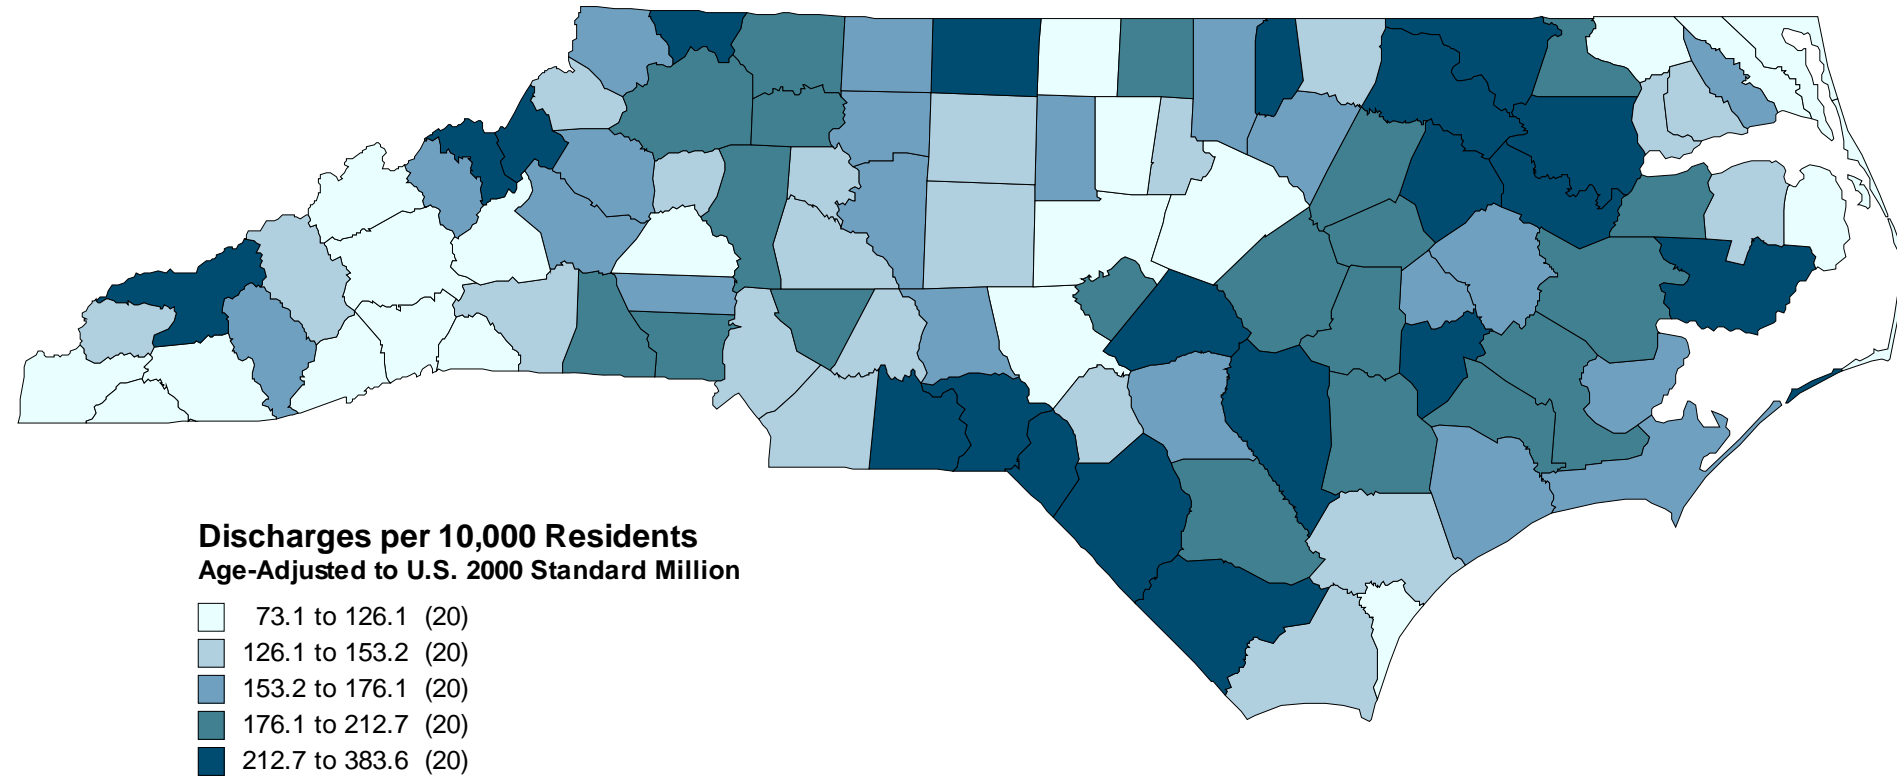 Discharges per 10,000 Residents
Age-Adjusted to U.S. 2000 Standard Million
73.1 to 126.1 (20)
126.1 to 153.2 (20)
153.2 to 176.1 (20)
176.1 to 212.7 (20)
212.7 to 383.6 (20)